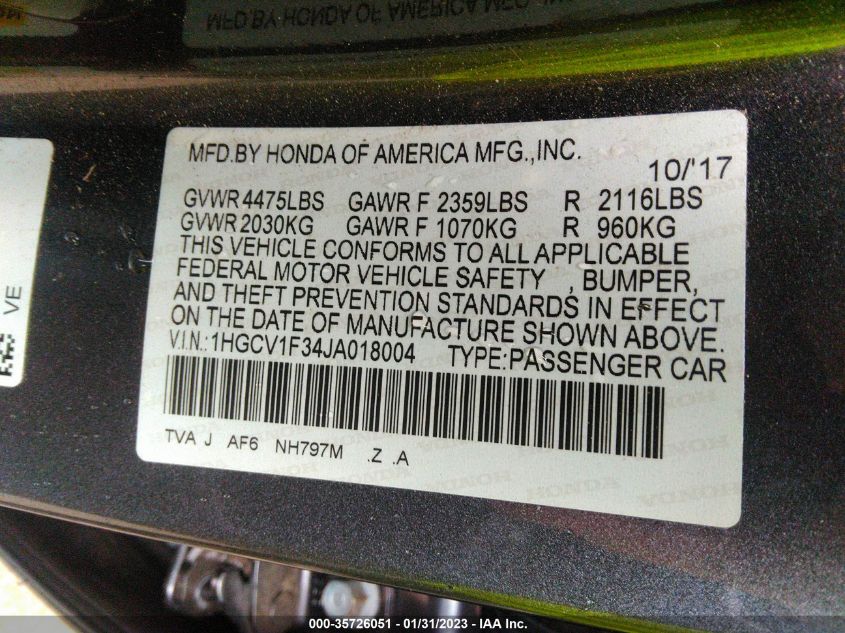 MFD.BY HONDA OF AMERICA MFG.,INC.
10/'17
GVWR 4475LBS GAWR F 2359LBS R 2116LBS
GVWR 2030KG GAWR F 1070KG R 960KG
THIS VEHICLE CONFORMS TO ALL APPLICABLE
FEDERAL MOTOR VEHICLE SAFETY , BUMPER,
AND THEFT PREVENTION STANDARDS IN EFFECT
ON THE DATE OF MANUFACTURE SHOWN ABOVE.
V.I.N.:1HGCV1F34JA018004 TYPE:PASSENGER CAR
TVA J AF6 NH797M .Z .A
VE
000-35726051 - 01/31/2023 - IAA Inc.